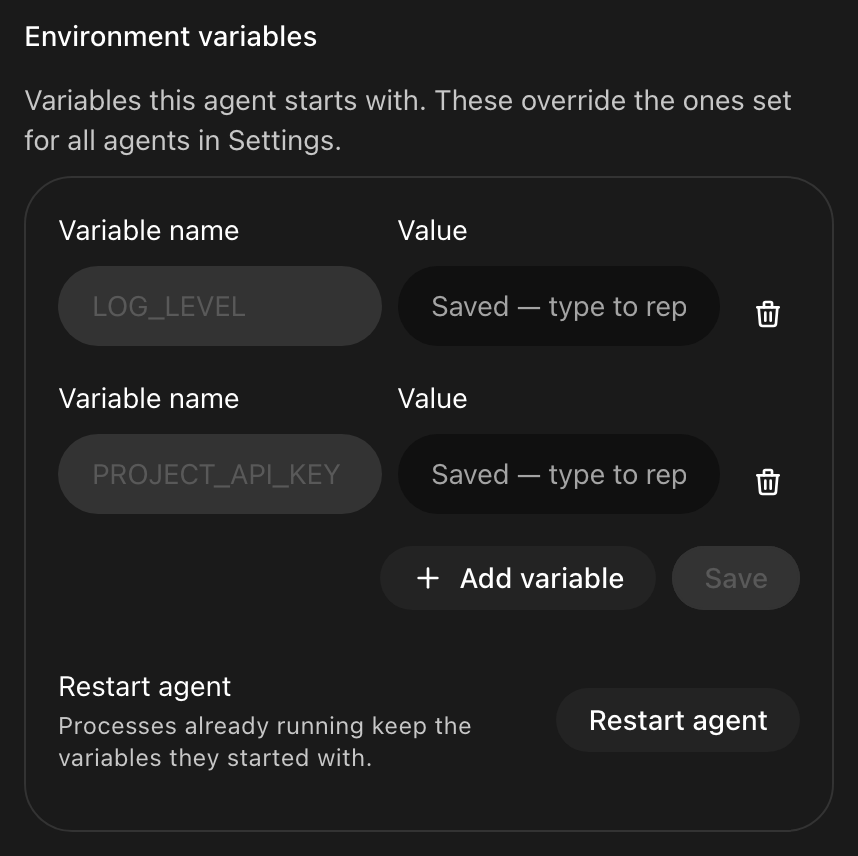 Environment variables
Variables this agent starts with. These override the ones set
for all agents in Settings.
Variable name Value
LOG_LEVEL Saved — type to rep
Variable name Value
PROJECT_API_KEY Saved — type to rep
Add variable Save
Restart agent
Processes already running keep the
variables they started with.
Restart agent